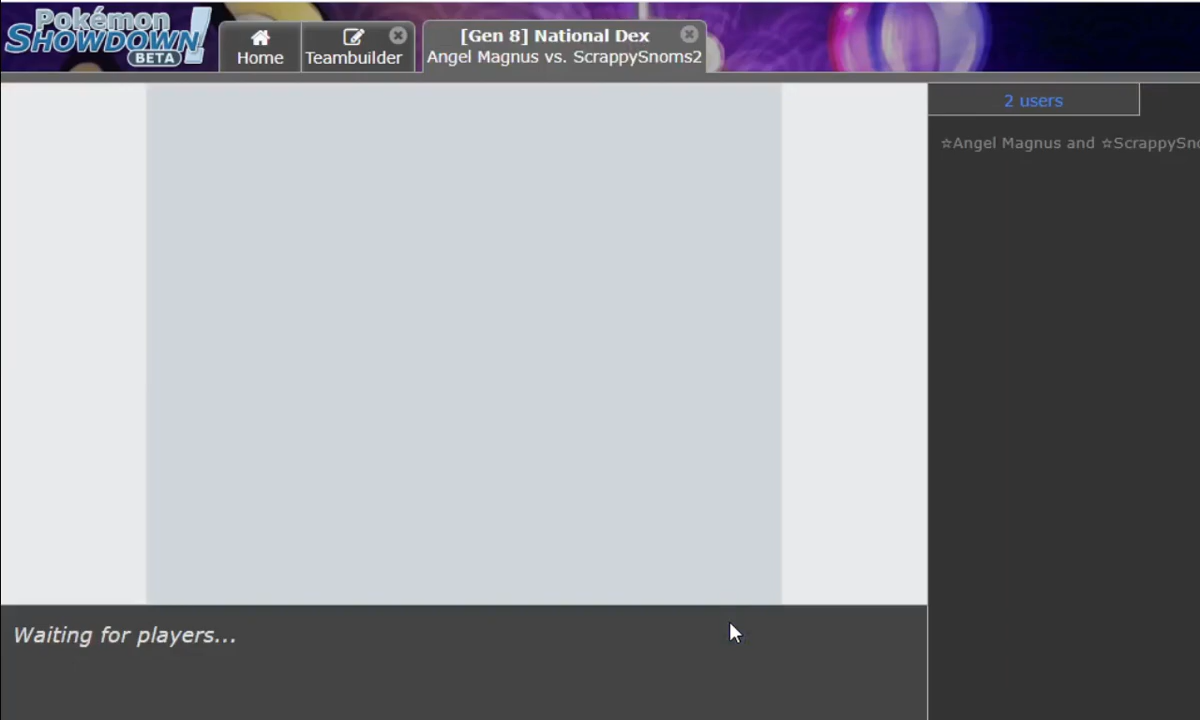 Pokémon
SHOWDOWN!
BETA
Home
Teambuilder
[Gen 8] National Dex
Angel Magnus vs. ScrappySnoms2
2 users
☆Angel Magnus and ☆ScrappySno
Waiting for players...